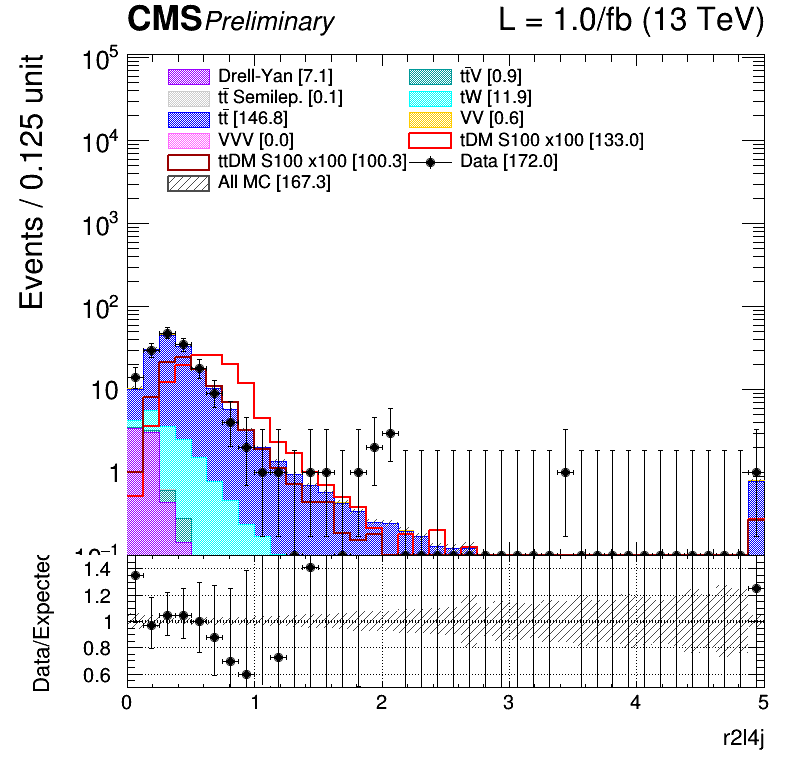 CMS Preliminary L = 1.0/fb (13 TeV)
Events / 0.125 unit
10⁵
10⁴
10³
10²
10
1
10⁻¹
Drell-Yan [7.1]
tt̄ Semilep. [0.1]
tt̄ [146.8]
VVV [0.0]
ttDM S100 x100 [100.3]
All MC [167.3]
tt̄V [0.9]
tW [11.9]
VV [0.6]
tDM S100 x100 [133.0]
Data [172.0]
Data/Expected
1.4
1.2
1
0.8
0.6
0 1 2 3 4 5
r2l4j